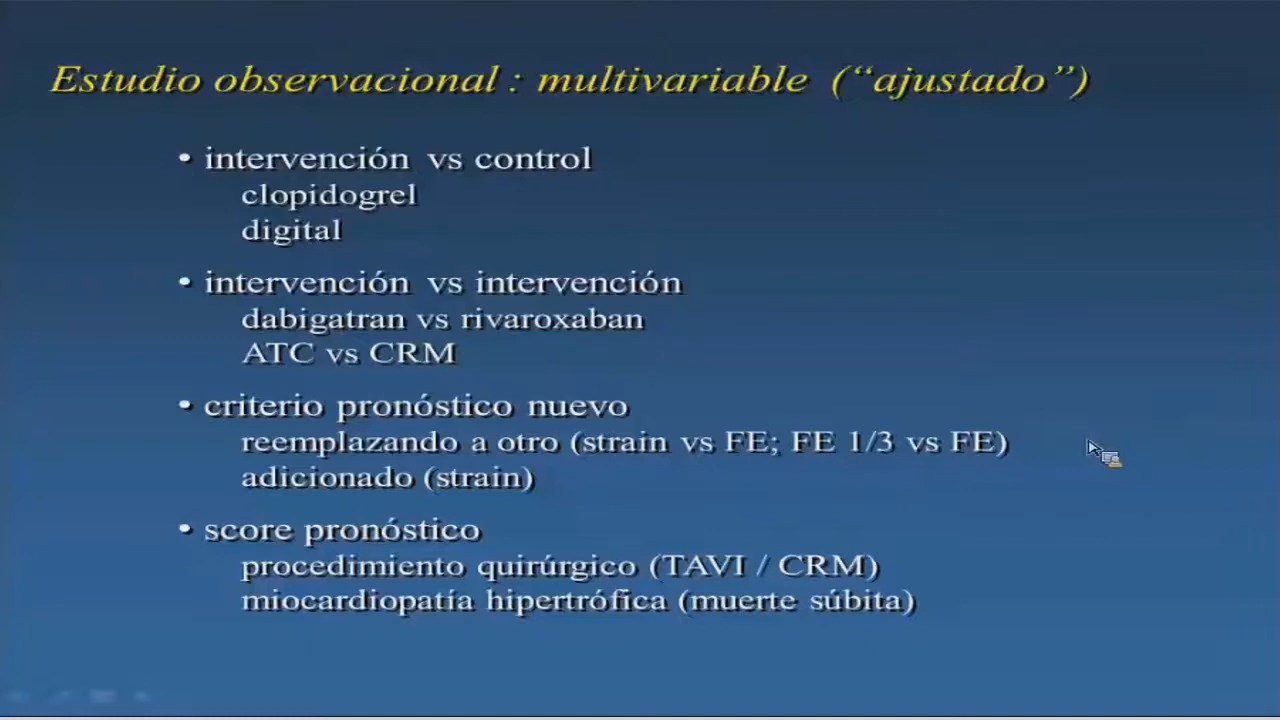 Estudio observacional : multivariable (“ajustado”)
• intervención vs control
clopidogrel
digital
• intervención vs intervención
dabigatran vs rivaroxaban
ATC vs CRM
• criterio pronóstico nuevo
reemplazando a otro (strain vs FE; FE 1/3 vs FE)
adicionado (strain)
• score pronóstico
procedimiento quirúrgico (TAVI / CRM)
miocardiopatía hipertrófica (muerte súbita)